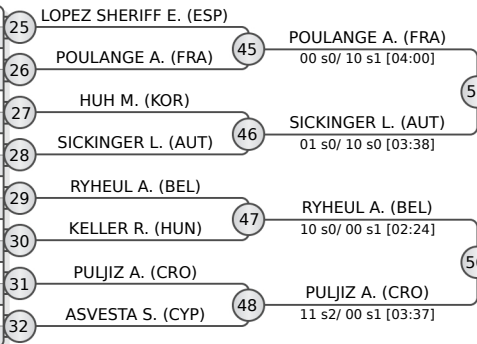 25
LOPEZ SHERIFF E. (ESP)
26
POULANGE A. (FRA)
45
POULANGE A. (FRA)
00 s0/ 10 s1 [04:00]
27
HUH M. (KOR)
28
SICKINGER L. (AUT)
46
SICKINGER L. (AUT)
01 s0/ 10 s0 [03:38]
29
RYHEUL A. (BEL)
30
KELLER R. (HUN)
47
RYHEUL A. (BEL)
10 s0/ 00 s1 [02:24]
31
PULJIZ A. (CRO)
32
ASVESTA S. (CYP)
48
PULJIZ A. (CRO)
11 s2/ 00 s1 [03:37]